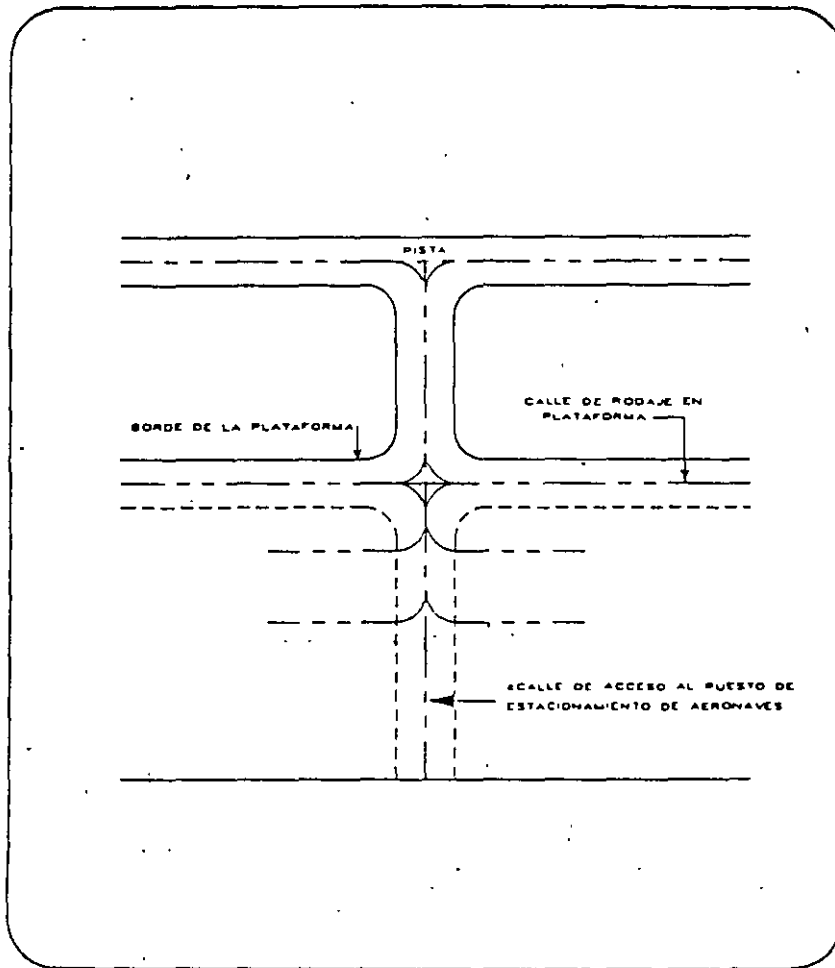 PISTA
CALLE DE RODAJE EN
PLATAFORMA
BORDE DE LA PLATAFORMA
CALLE DE ACCESO AL PUESTO DE
ESTACIONAMIENTO DE AERONAVES